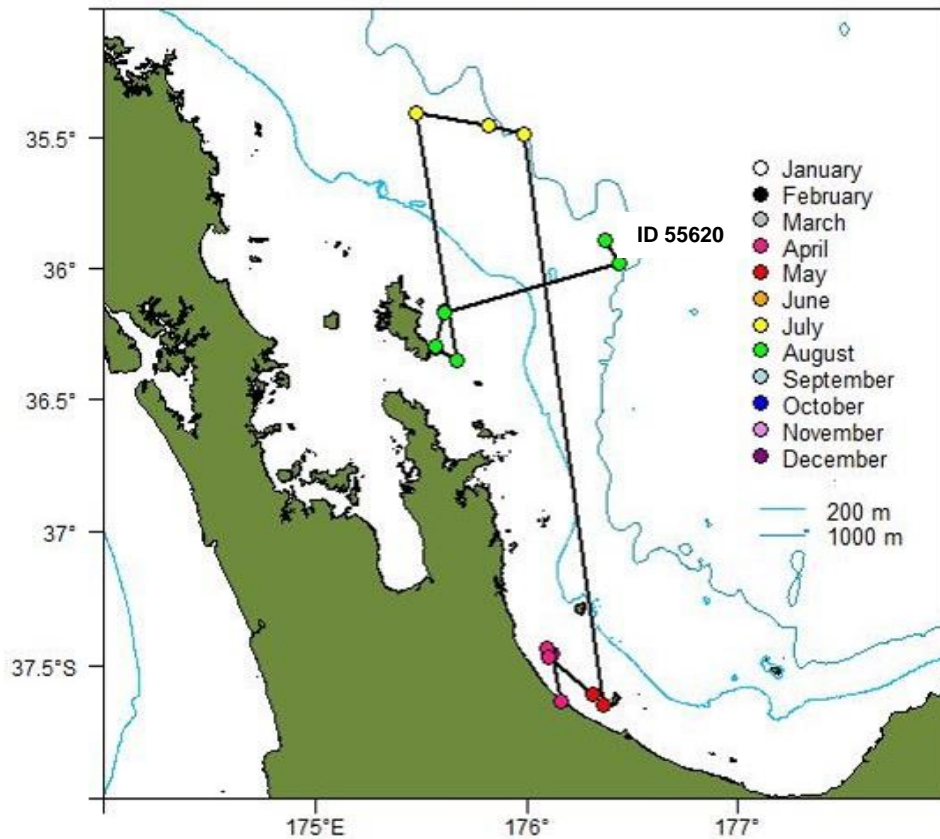 35.5°
36°
36.5°
37°
37.5°S
175°E
176°
177°
ID 55620
January
February
March
April
May
June
July
August
September
October
November
December
200 m
1000 m